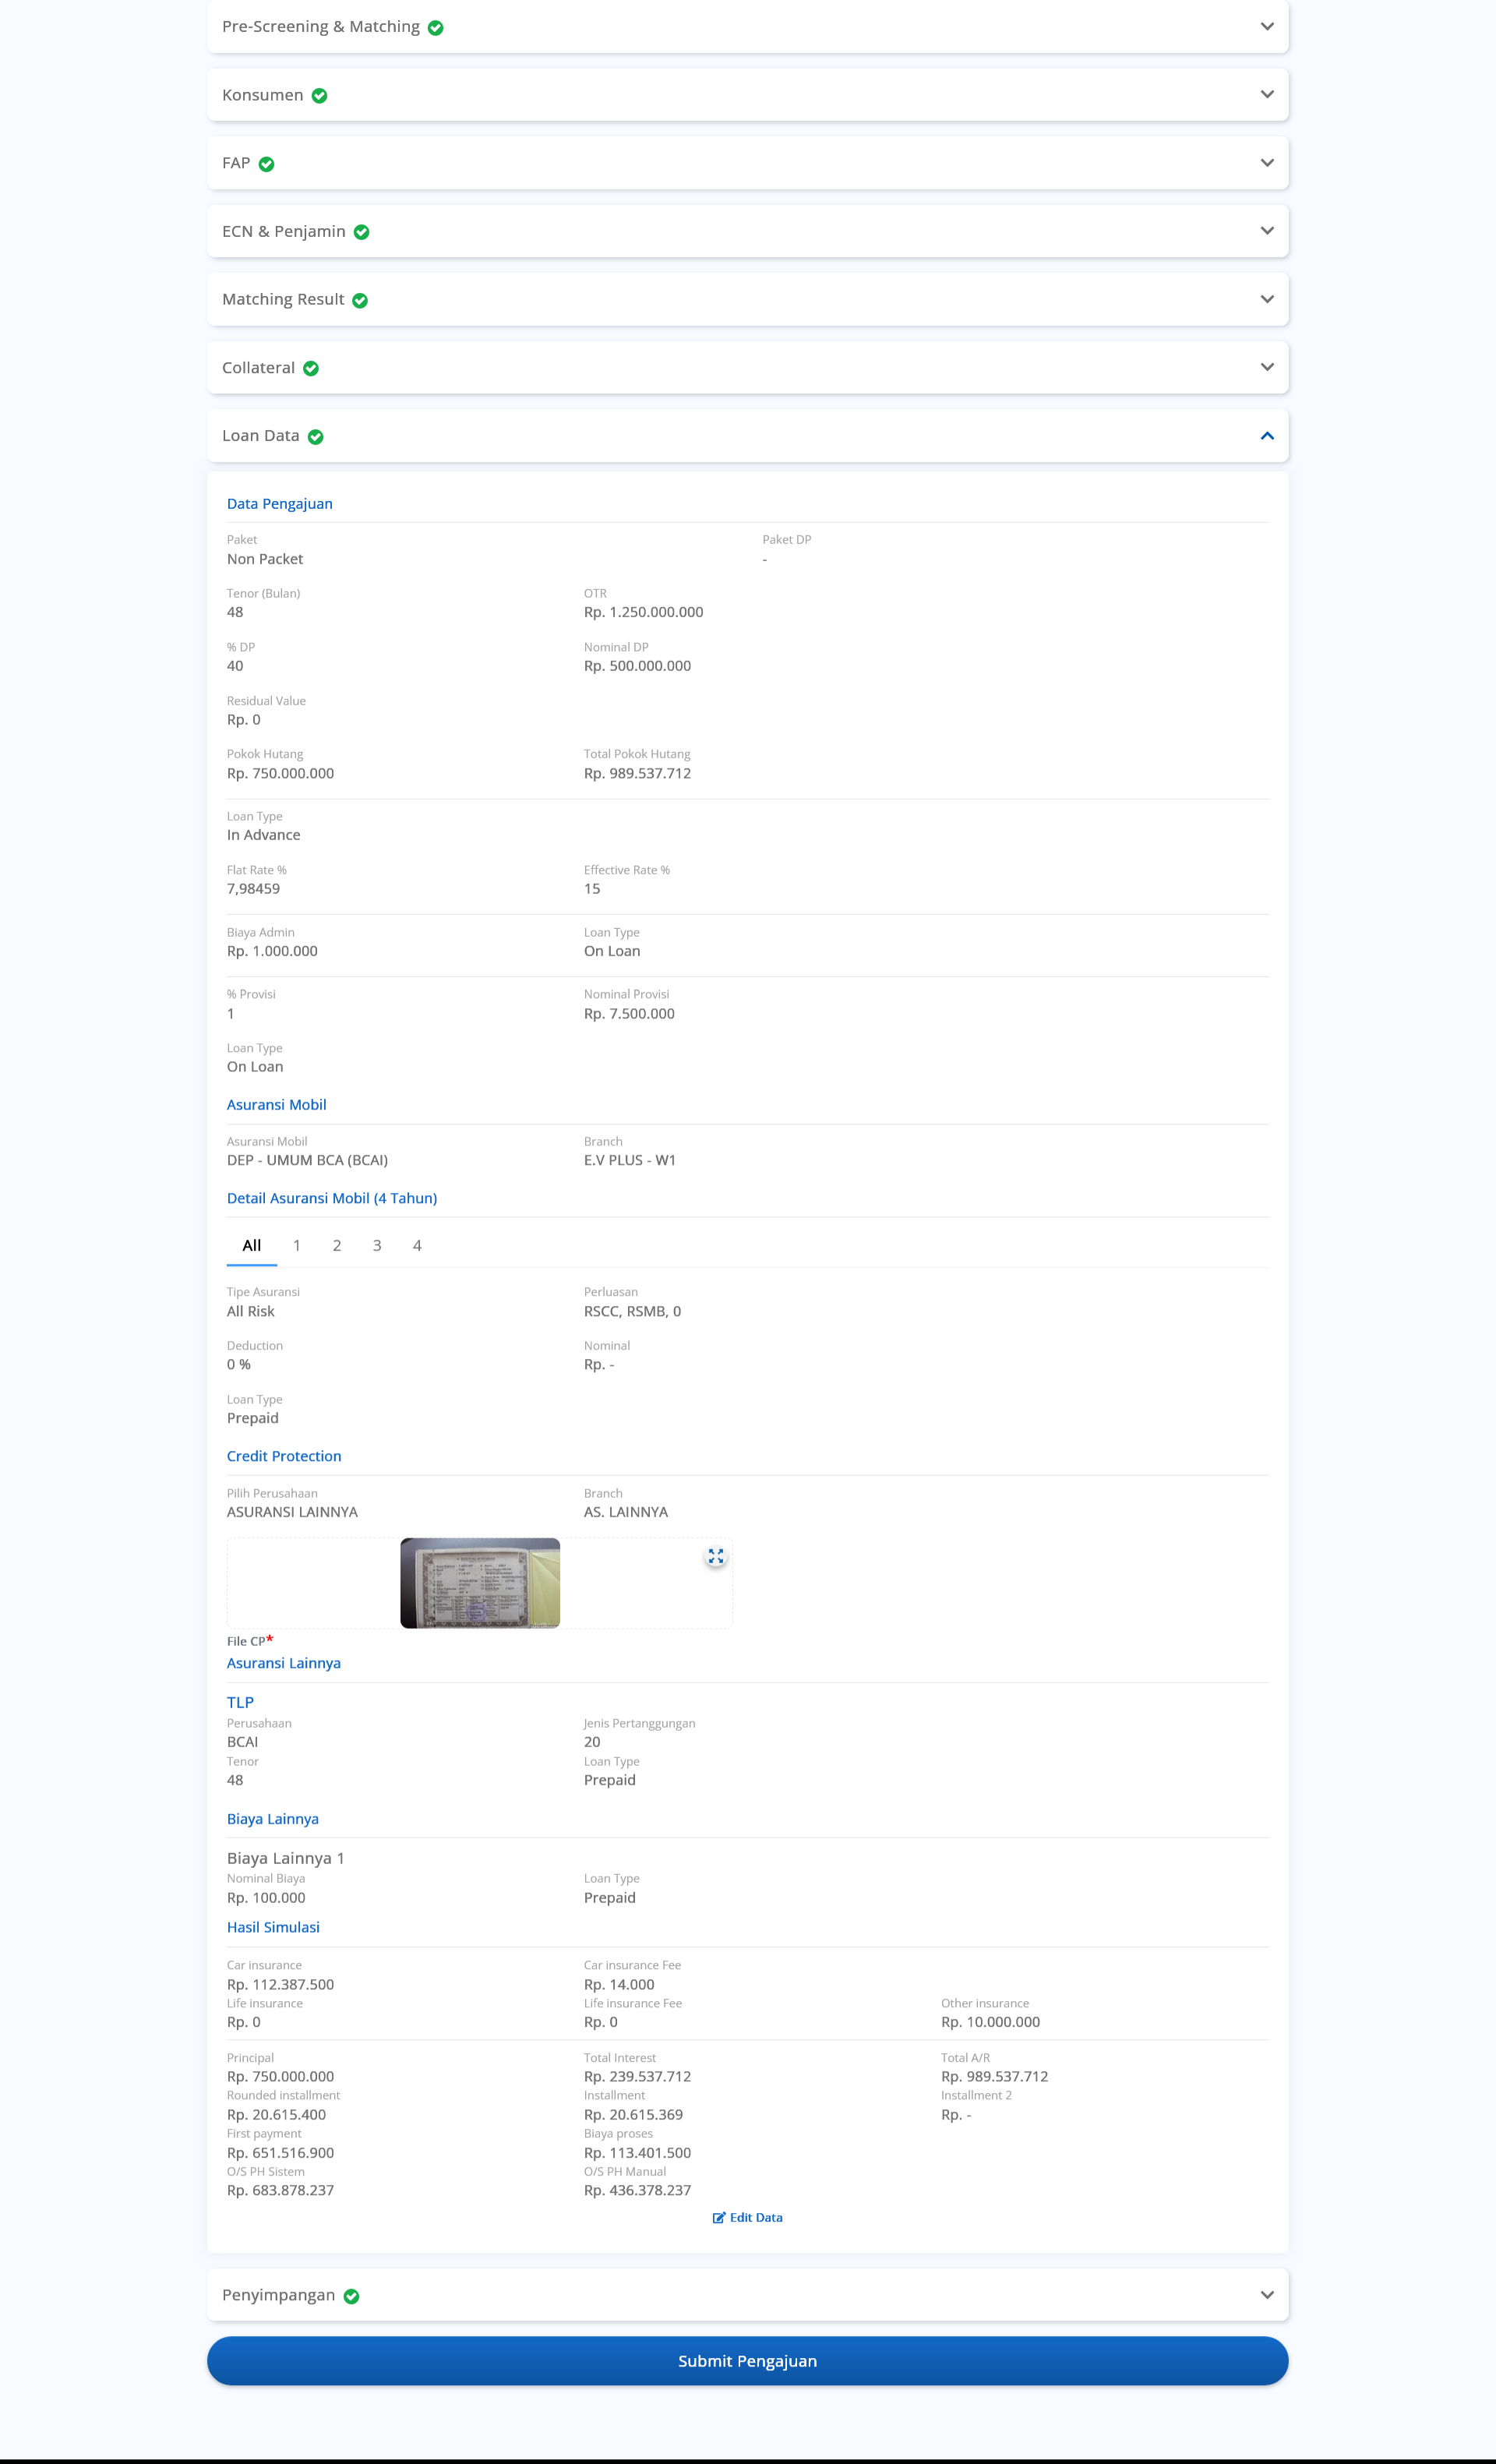 Pre-Screening & Matching
Konsumen
FAP
ECN & Penjamin
Matching Result
Collateral
Loan Data
Data Pengajuan
Paket Paket DP
Non Packet -
Tenor (Bulan) OTR
48 Rp. 1.250.000.000
% DP Nominal DP
40 Rp. 500.000.000
Residual Value
Rp. 0
Pokok Hutang Total Pokok Hutang
Rp. 750.000.000 Rp. 989.537.712
Loan Type
In Advance
Flat Rate % Effective Rate %
7,98459 15
Biaya Admin Loan Type
Rp. 1.000.000 On Loan
% Provisi Nominal Provisi
1 Rp. 7.500.000
Loan Type
On Loan
Asuransi Mobil
Asuransi Mobil Branch
DEP - UMUM BCA (BCAI) E.V PLUS - W1
Detail Asuransi Mobil (4 Tahun)
All 1 2 3 4
Tipe Asuransi Perluasan
All Risk RSCC, RSMB, 0
Deduction Nominal
0 % Rp. -
Loan Type
Prepaid
Credit Protection
Pilih Perusahaan Branch
ASURANSI LAINNYA AS. LAINNYA
File CP*
Asuransi Lainnya
TLP
Perusahaan Jenis Pertanggungan
BCAI 20
Tenor Loan Type
48 Prepaid
Biaya Lainnya
Biaya Lainnya 1
Nominal Biaya Loan Type
Rp. 100.000 Prepaid
Hasil Simulasi
Car insurance Car insurance Fee
Rp. 112.387.500 Rp. 14.000
Life insurance Life insurance Fee Other insurance
Rp. 0 Rp. 0 Rp. 10.000.000
Principal Total Interest Total A/R
Rp. 750.000.000 Rp. 239.537.712 Rp. 989.537.712
Rounded installment Installment Installment 2
Rp. 20.615.400 Rp. 20.615.369 Rp. -
First payment Biaya proses
Rp. 651.516.900 Rp. 113.401.500
O/S PH Sistem O/S PH Manual
Rp. 683.878.237 Rp. 436.378.237
Edit Data
Penyimpangan
Submit Pengajuan